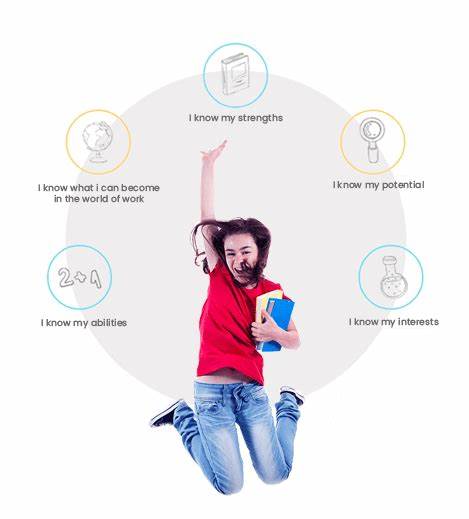 I know my strengths
I know what i can become
in the world of work
I know my potential
2+1
I know my abilities
I know my interests